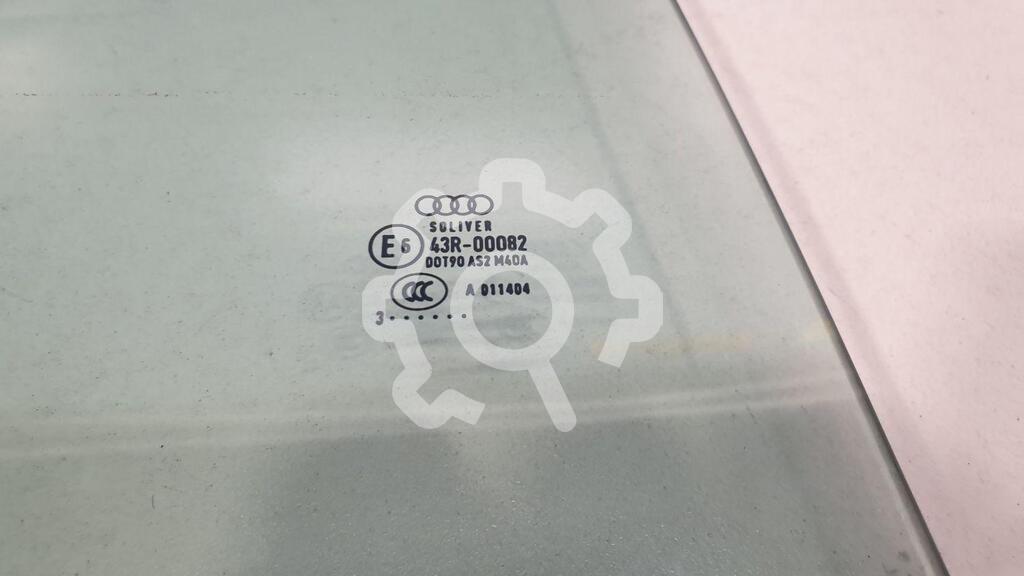 SOLIVER
E6 43R-00082
DOT90 AS2 M40A
CCC A 011404
3······